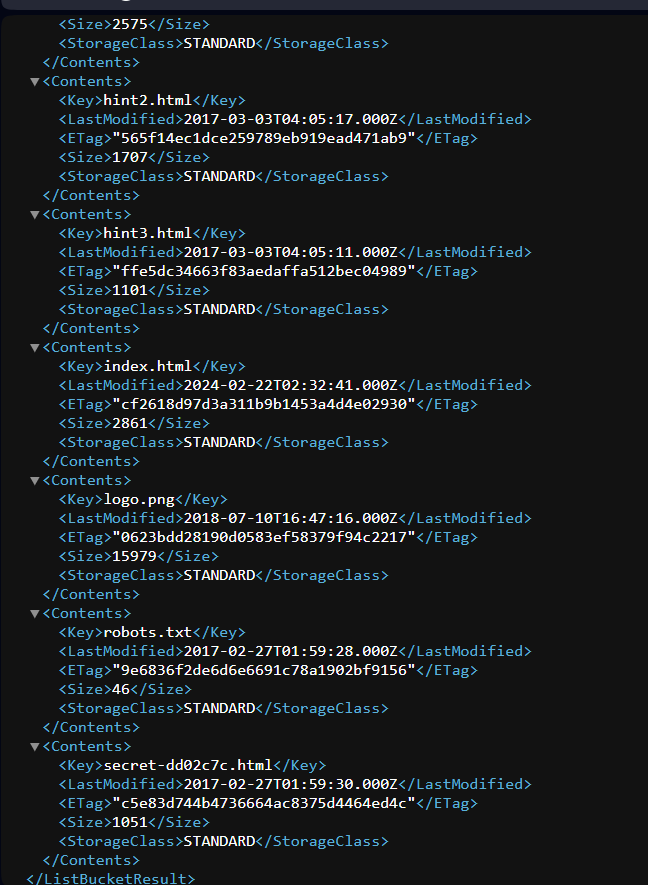 <Size>2575</Size>
<StorageClass>STANDARD</StorageClass>
</Contents>
▼<Contents>
<Key>hint2.html</Key>
<LastModified>2017-03-03T04:05:17.000Z</LastModified>
<ETag>"565f14ec1dce259789eb919ead471ab9"</ETag>
<Size>1707</Size>
<StorageClass>STANDARD</StorageClass>
</Contents>
▼<Contents>
<Key>hint3.html</Key>
<LastModified>2017-03-03T04:05:11.000Z</LastModified>
<ETag>"ffe5dc34663f83aedaffa512bec04989"</ETag>
<Size>1101</Size>
<StorageClass>STANDARD</StorageClass>
</Contents>
▼<Contents>
<Key>index.html</Key>
<LastModified>2024-02-22T02:32:41.000Z</LastModified>
<ETag>"cf2618d97d3a311b9b1453a4d4e02930"</ETag>
<Size>2861</Size>
<StorageClass>STANDARD</StorageClass>
</Contents>
▼<Contents>
<Key>logo.png</Key>
<LastModified>2018-07-10T16:47:16.000Z</LastModified>
<ETag>"0623bdd28190d0583ef58379f94c2217"</ETag>
<Size>15979</Size>
<StorageClass>STANDARD</StorageClass>
</Contents>
▼<Contents>
<Key>robots.txt</Key>
<LastModified>2017-02-27T01:59:28.000Z</LastModified>
<ETag>"9e6836f2de6d6e6691c78a1902bf9156"</ETag>
<Size>46</Size>
<StorageClass>STANDARD</StorageClass>
</Contents>
▼<Contents>
<Key>secret-dd02c7c.html</Key>
<LastModified>2017-02-27T01:59:30.000Z</LastModified>
<ETag>"c5e83d744b4736664ac8375d4464ed4c"</ETag>
<Size>1051</Size>
<StorageClass>STANDARD</StorageClass>
</Contents>
</ListBucketResult>